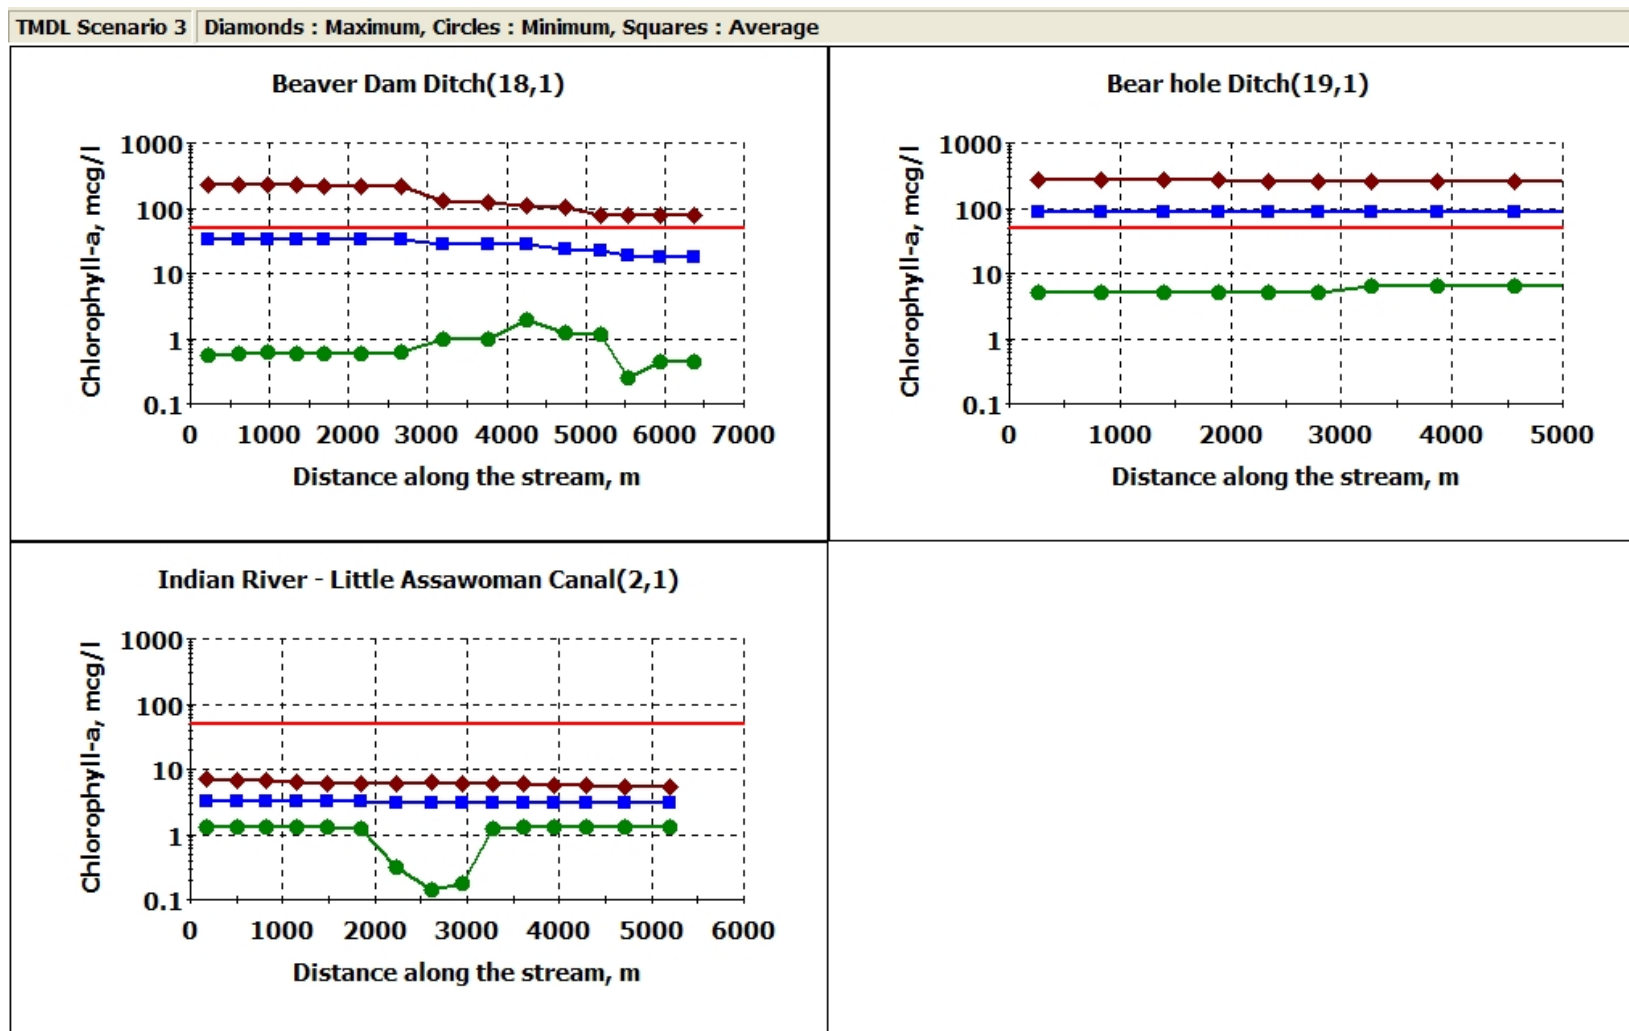 TMDL Scenario 3 Diamonds : Maximum, Circles : Minimum, Squares : Average
Beaver Dam Ditch(18,1)
Chlorophyll-a, mcg/l
1000
100
10
1
0.1
0 1000 2000 3000 4000 5000 6000 7000
Distance along the stream, m
Bear hole Ditch(19,1)
Chlorophyll-a, mcg/l
1000
100
10
1
0.1
0 1000 2000 3000 4000 5000
Distance along the stream, m
Indian River - Little Assawoman Canal(2,1)
Chlorophyll-a, mcg/l
1000
100
10
1
0.1
0 1000 2000 3000 4000 5000 6000
Distance along the stream, m